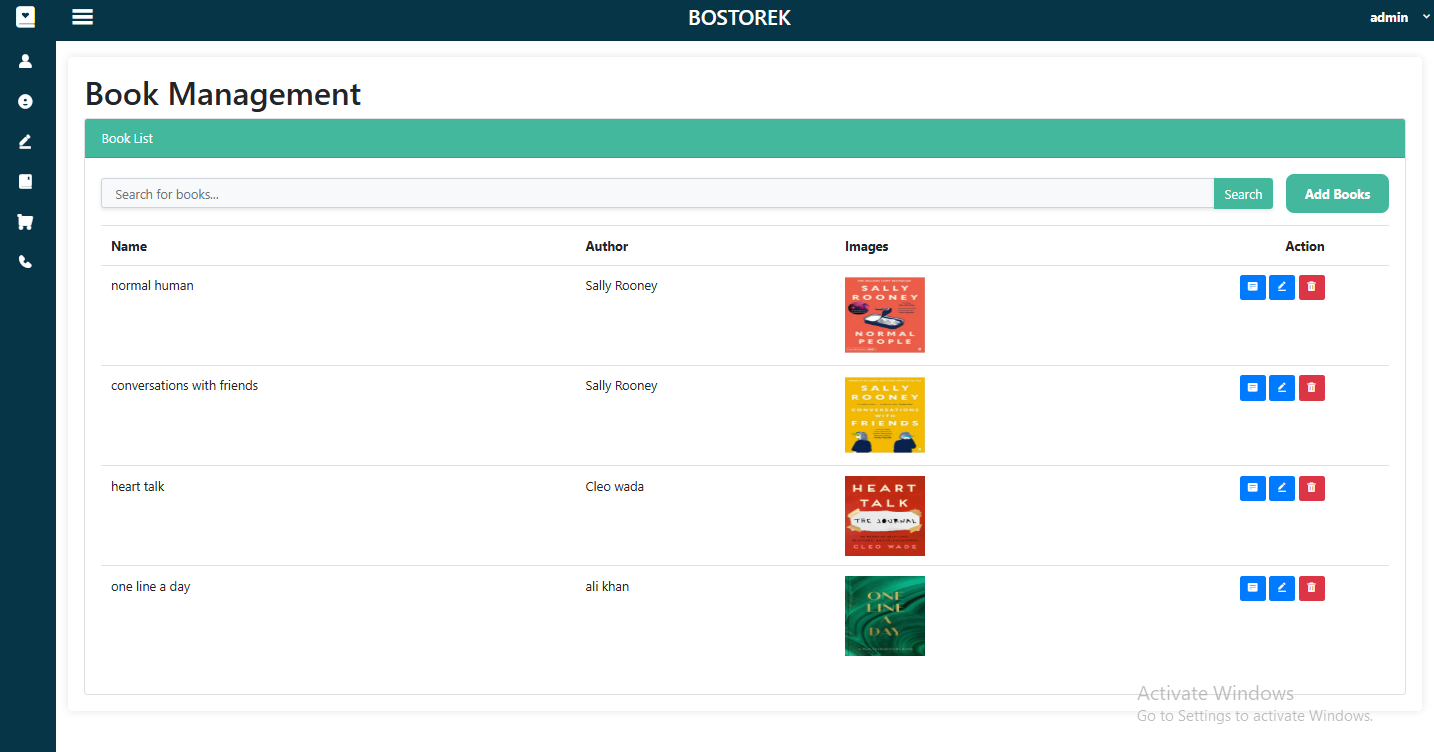 BOSTOREK
admin
Book Management
Book List
Search for books...
Search
Add Books
Name Author Images Action
normal human Sally Rooney
SALLY
ROONEY
NORMAL
PEOPLE
conversations with friends Sally Rooney
SALLY
ROONEY
CONVERSATIONS
WITH
FRIENDS
heart talk Cleo wada
HEART
TALK
THE JOURNAL
CLEO WADE
one line a day ali khan
ONE
LINE
A
DAY
Activate Windows
Go to Settings to activate Windows.